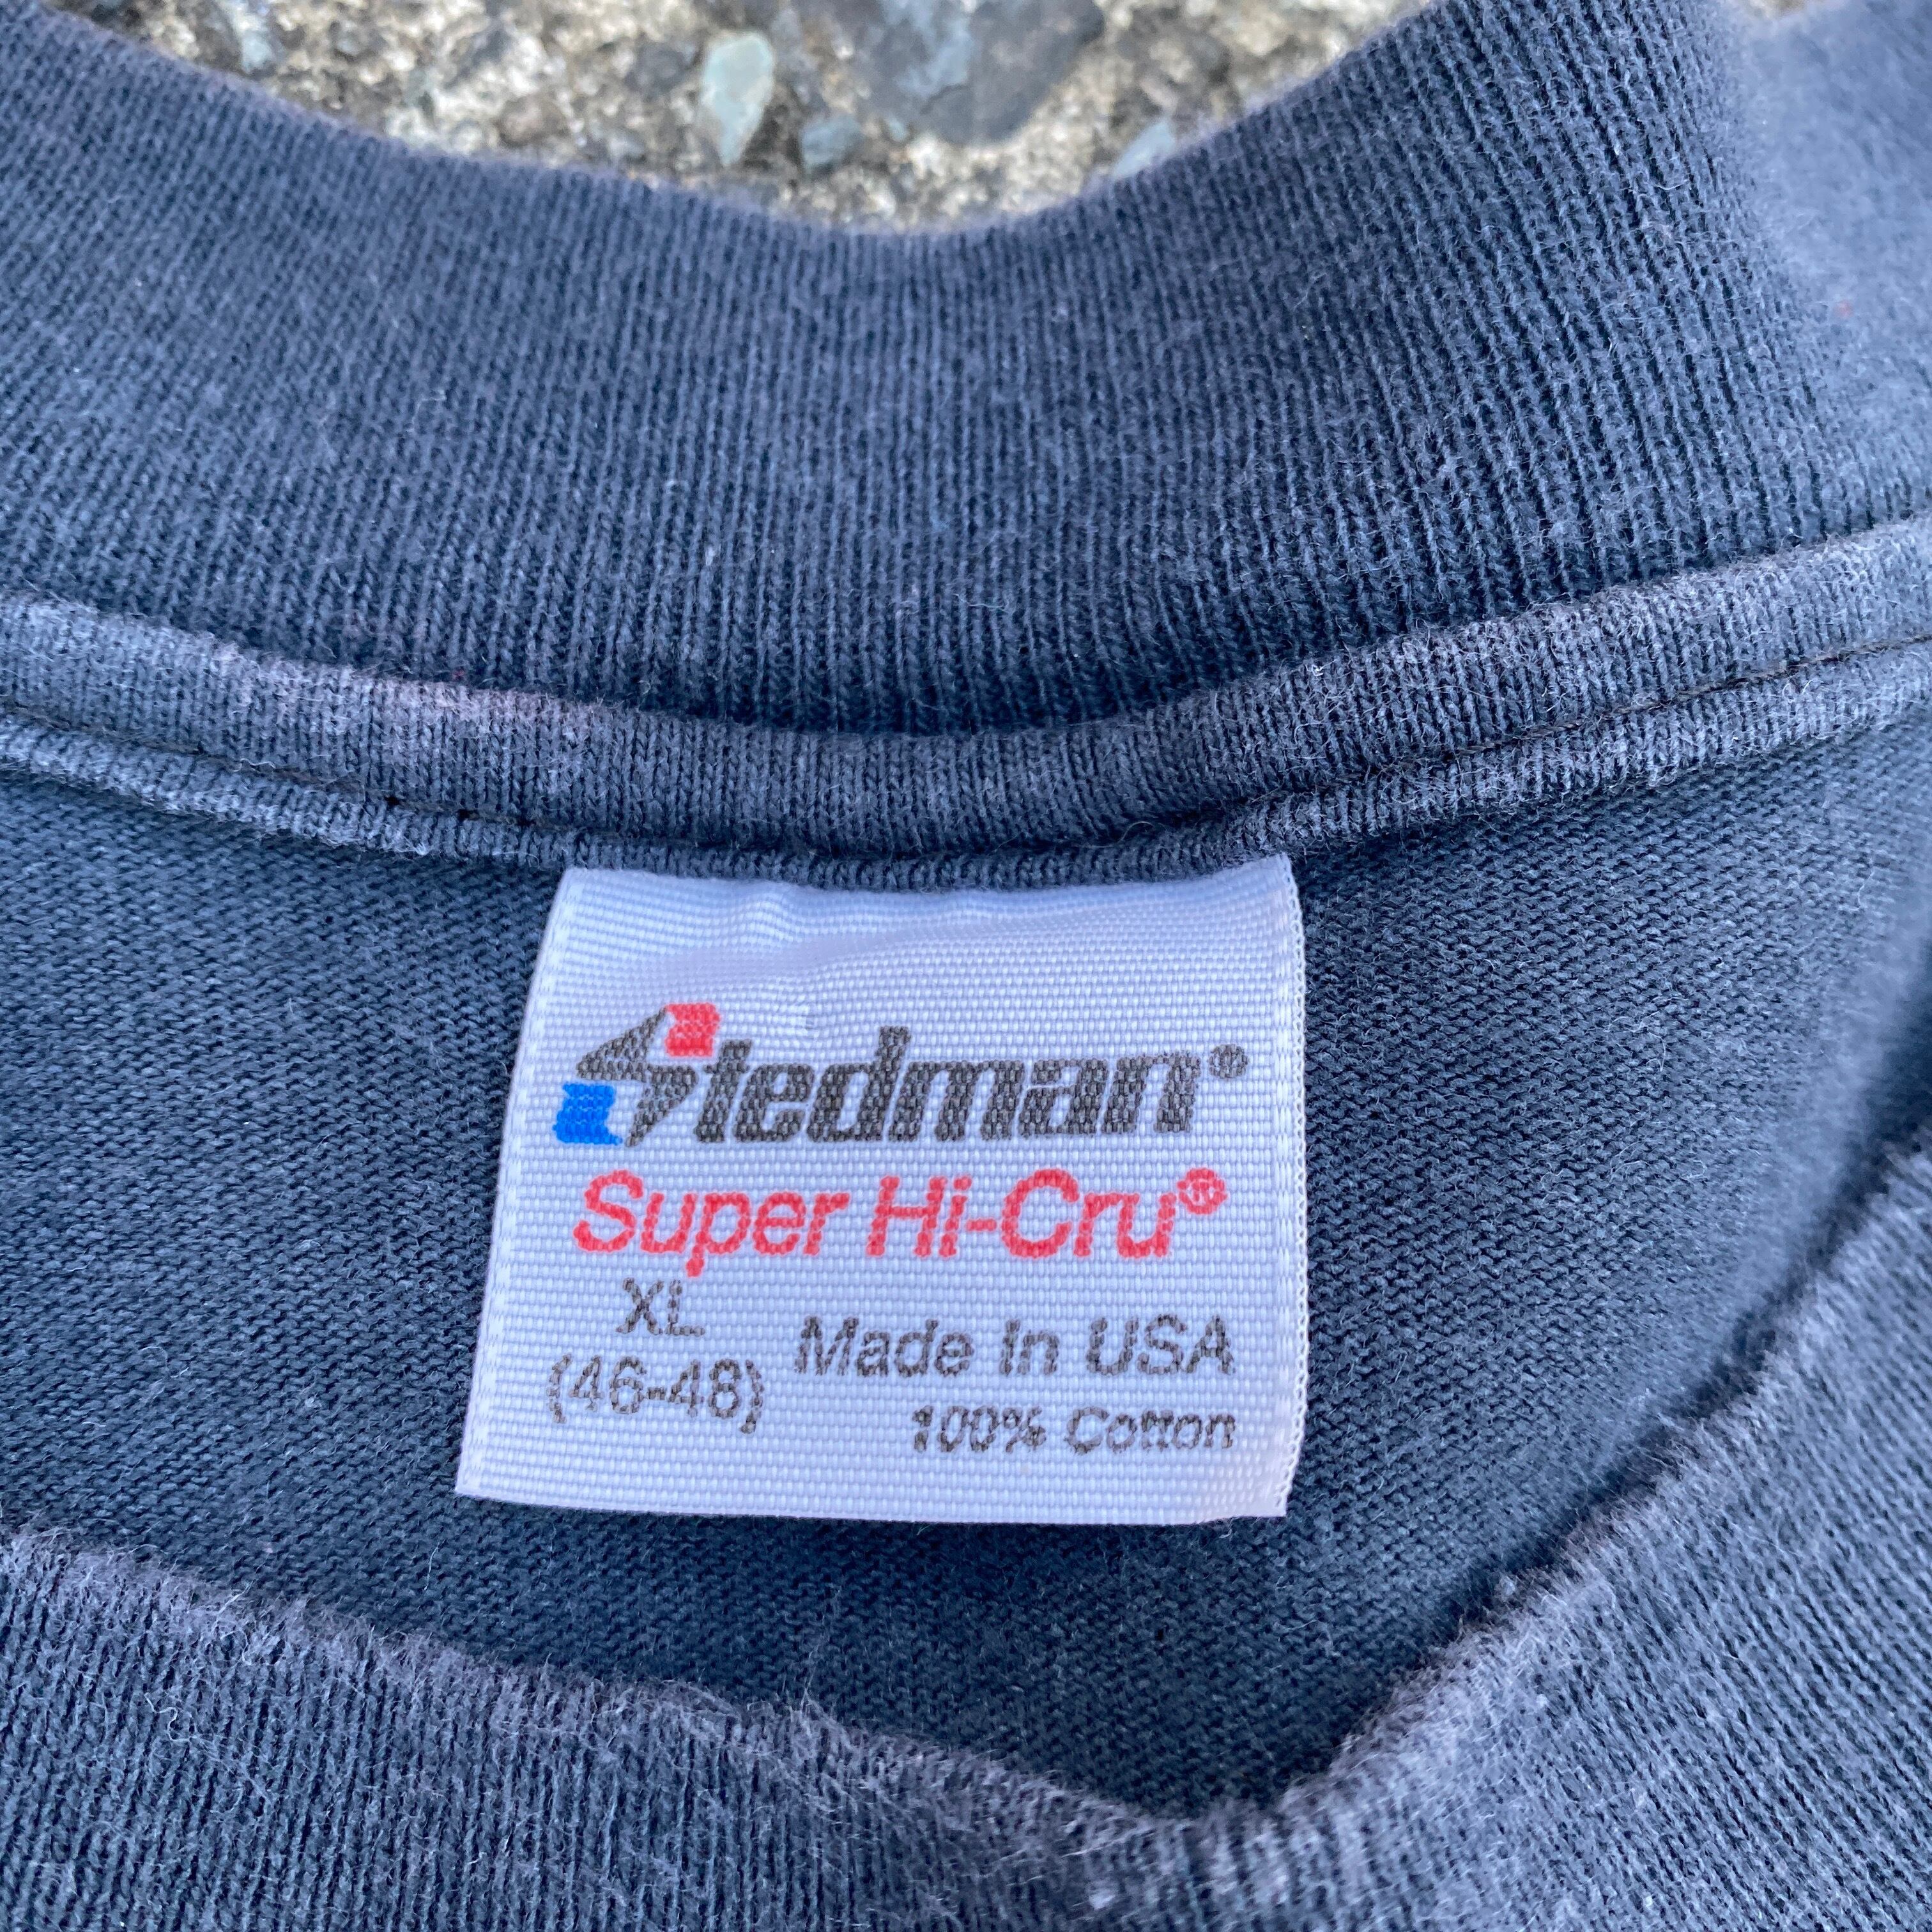 Stedman®
Super Hi-Cru®
XL
(46-48)
Made In USA
100% Cotton